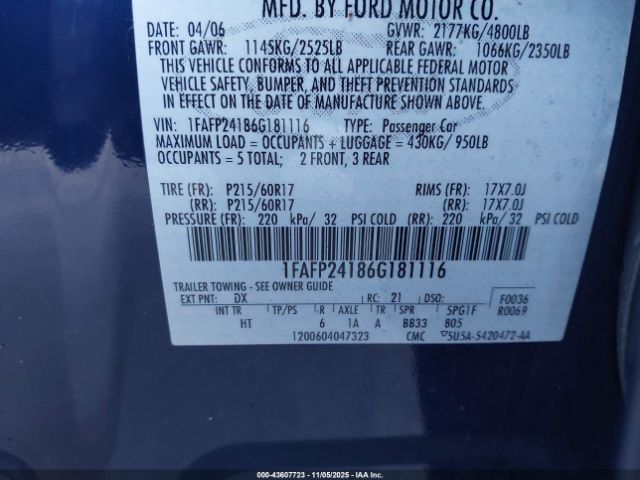 MFD. BY FORD MOTOR CO.
DATE: 04/06 GVWR: 2177KG/4800LB
FRONT GAWR: 1145KG/2525LB REAR GAWR: 1066KG/2350LB
THIS VEHICLE CONFORMS TO ALL APPLICABLE FEDERAL MOTOR
VEHICLE SAFETY, BUMPER, AND THEFT PREVENTION STANDARDS
IN EFFECT ON THE DATE OF MANUFACTURE SHOWN ABOVE.
VIN: 1FAFP24186G181116 TYPE: Passenger Car
MAXIMUM LOAD = OCCUPANTS + LUGGAGE = 430KG/ 950LB
OCCUPANTS = 5 TOTAL; 2 FRONT, 3 REAR
TIRE (FR): P215/60R17 RIMS (FR): 17X7.0J
(RR): P215/60R17 (RR): 17X7.0J
PRESSURE (FR): 220 kPa/ 32 PSI COLD (RR): 220 kPa/ 32 PSI COLD
1FAFP24186G181116
TRAILER TOWING - SEE OWNER GUIDE
EXT PNT: DX RC: 21 DSO: F0036
INT TR TP/PS R AXLE TR SPR 5PG1F R0069
HT 6 1A A BB33 805
1200604047323 CMC 5U5A-5420472-AA
000-43607723 - 11/05/2025 - IAA, Inc.